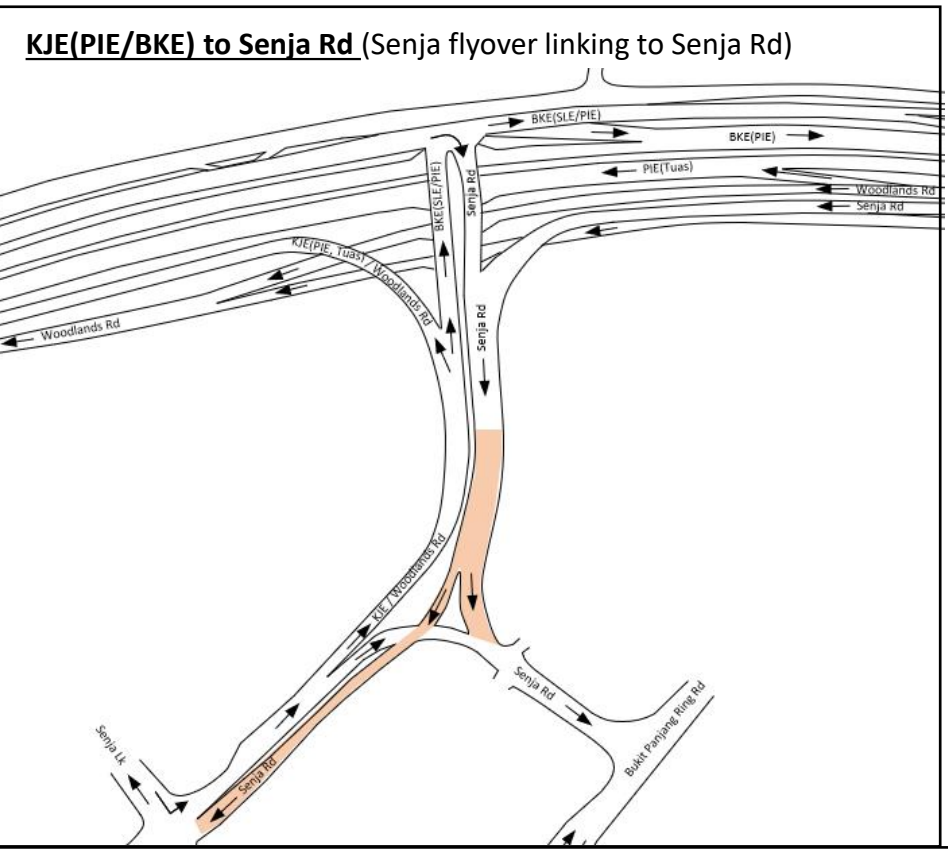 KJE(PIE/BKE) to Senja Rd (Senja flyover linking to Senja Rd)
BKE(SLE/PIE)
BKE(PIE)
PIE(Tuas)
Woodlands Rd
Senja Rd
BKE(SLE/PIE)
Senja Rd
KJE(PIE, Tuas) / Woodlands Rd
Woodlands Rd
Senja Rd
KJE / Woodlands Rd
Senja Rd
Bukit Panjang Ring Rd
Senja Lk
Senja Rd